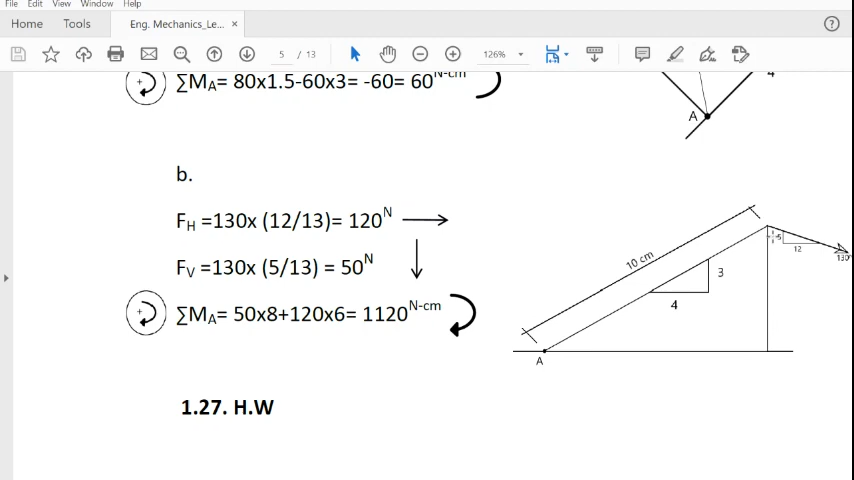 File Edit View Window Help
Home Tools Eng. Mechanics_Le... ×
5 / 13 126%
∑MA= 80x1.5-60x3= -60= 60N-cm
4
A
b.
FH =130x (12/13)= 120N
FV =130x (5/13) = 50N
∑MA= 50x8+120x6= 1120N-cm
10 cm
5
12
130
3
4
A
1.27. H.W